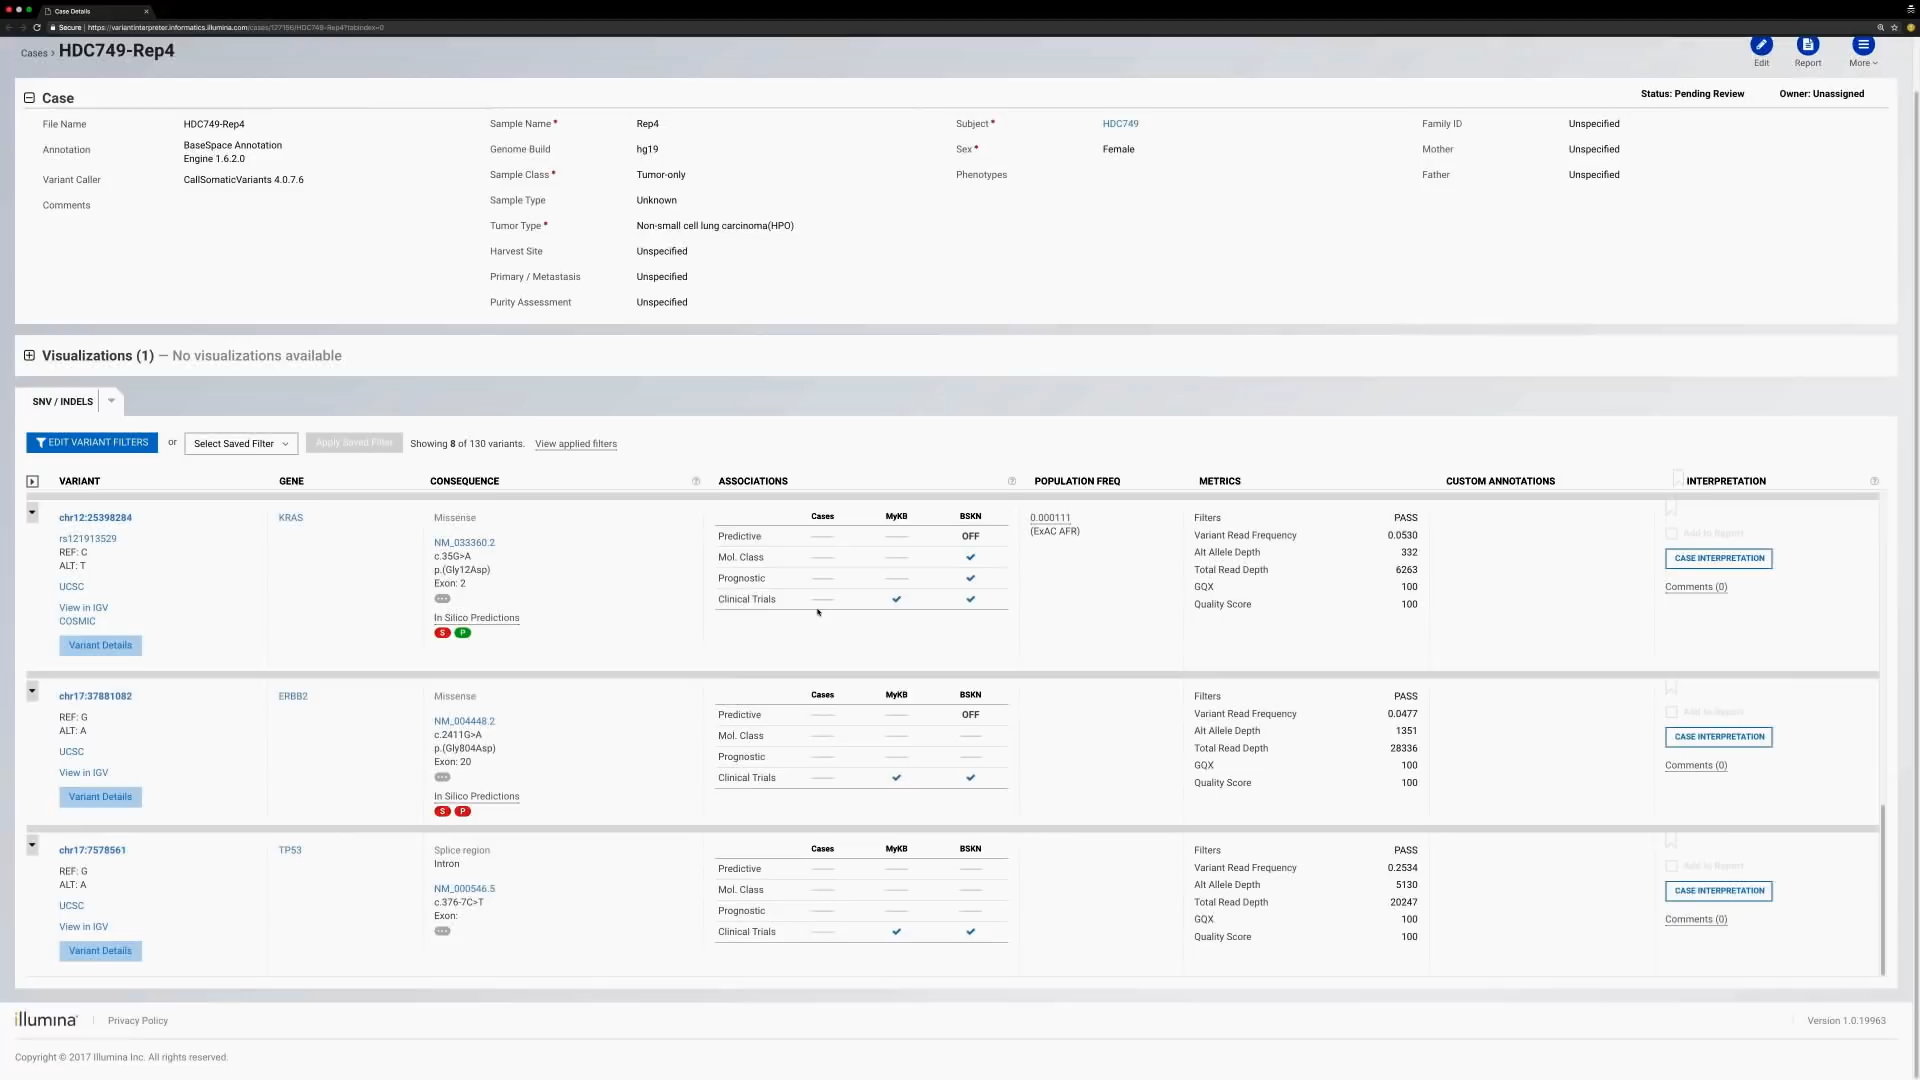 Case Details
Secure | https://variantinterpreter.informatics.illumina.com/cases/127156/HDC749-Rep4?tabindex=0
Cases › HDC749-Rep4
Edit Report More
Case Status: Pending Review Owner: Unassigned
File Name HDC749-Rep4 Sample Name * Rep4 Subject * HDC749 Family ID Unspecified
Annotation BaseSpace Annotation Engine 1.6.2.0 Genome Build hg19 Sex * Female Mother Unspecified
Variant Caller CallSomaticVariants 4.0.7.6 Sample Class * Tumor-only Phenotypes Father Unspecified
Comments Sample Type Unknown
Tumor Type * Non-small cell lung carcinoma(HPO)
Harvest Site Unspecified
Primary / Metastasis Unspecified
Purity Assessment Unspecified
Visualizations (1) — No visualizations available
SNV / INDELS
EDIT VARIANT FILTERS or Select Saved Filter Apply Saved Filter Showing 8 of 130 variants. View applied filters
VARIANT GENE CONSEQUENCE ? ASSOCIATIONS ? POPULATION FREQ METRICS CUSTOM ANNOTATIONS INTERPRETATION ?
chr12:25398284 KRAS Missense Cases MyKB BSKN 0.000111 Filters PASS
rs121913529 NM_033360.2 Predictive OFF (ExAC AFR) Variant Read Frequency 0.0530 Add to Report
REF: C c.35G>A Mol. Class Alt Allele Depth 332 CASE INTERPRETATION
ALT: T p.(Gly12Asp) Prognostic Total Read Depth 6263
UCSC Exon: 2 Clinical Trials GQX 100 Comments (0)
View in IGV In Silico Predictions Quality Score 100
COSMIC S P
Variant Details
chr17:37881082 ERBB2 Missense Cases MyKB BSKN Filters PASS
REF: G NM_004448.2 Predictive OFF Variant Read Frequency 0.0477 Add to Report
ALT: A c.2411G>A Mol. Class Alt Allele Depth 1351 CASE INTERPRETATION
UCSC p.(Gly804Asp) Prognostic Total Read Depth 28336
View in IGV Exon: 20 Clinical Trials GQX 100 Comments (0)
Variant Details In Silico Predictions Quality Score 100
S P
chr17:7578561 TP53 Splice region Cases MyKB BSKN Filters PASS
REF: G Intron Predictive Variant Read Frequency 0.2534 Add to Report
ALT: A NM_000546.5 Mol. Class Alt Allele Depth 5130 CASE INTERPRETATION
UCSC c.376-7C>T Prognostic Total Read Depth 20247
View in IGV Exon: Clinical Trials GQX 100 Comments (0)
Variant Details Quality Score 100
illumina Privacy Policy Version 1.0.19963
Copyright © 2017 Illumina Inc. All rights reserved.